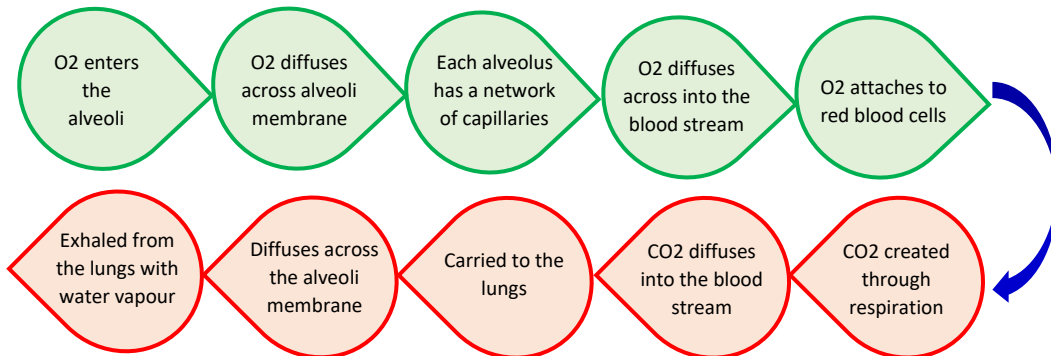 O2 enters
the
alveoli
O2 diffuses
across alveoli
membrane
Each alveolus
has a network
of capillaries
O2 diffuses
across into the
blood stream
O2 attaches to
red blood cells
CO2 created
through
respiration
CO2 diffuses
into the blood
stream
Carried to the
lungs
Diffuses across
the alveoli
membrane
Exhaled from
the lungs with
water vapour